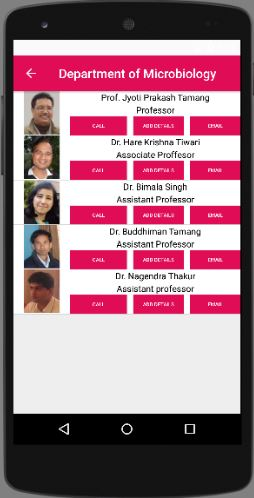 Department of Microbiology
Prof. Jyoti Prakash Tamang
Professor
CALL ADD DETAILS EMAIL
Dr. Hare Krishna Tiwari
Associate Proffesor
CALL ADD DETAILS EMAIL
Dr. Bimala Singh
Assistant Professor
CALL ADD DETAILS EMAIL
Dr. Buddhiman Tamang
Assistant Professor
CALL ADD DETAILS EMAIL
Dr. Nagendra Thakur
Assistant professor
CALL ADD DETAILS EMAIL